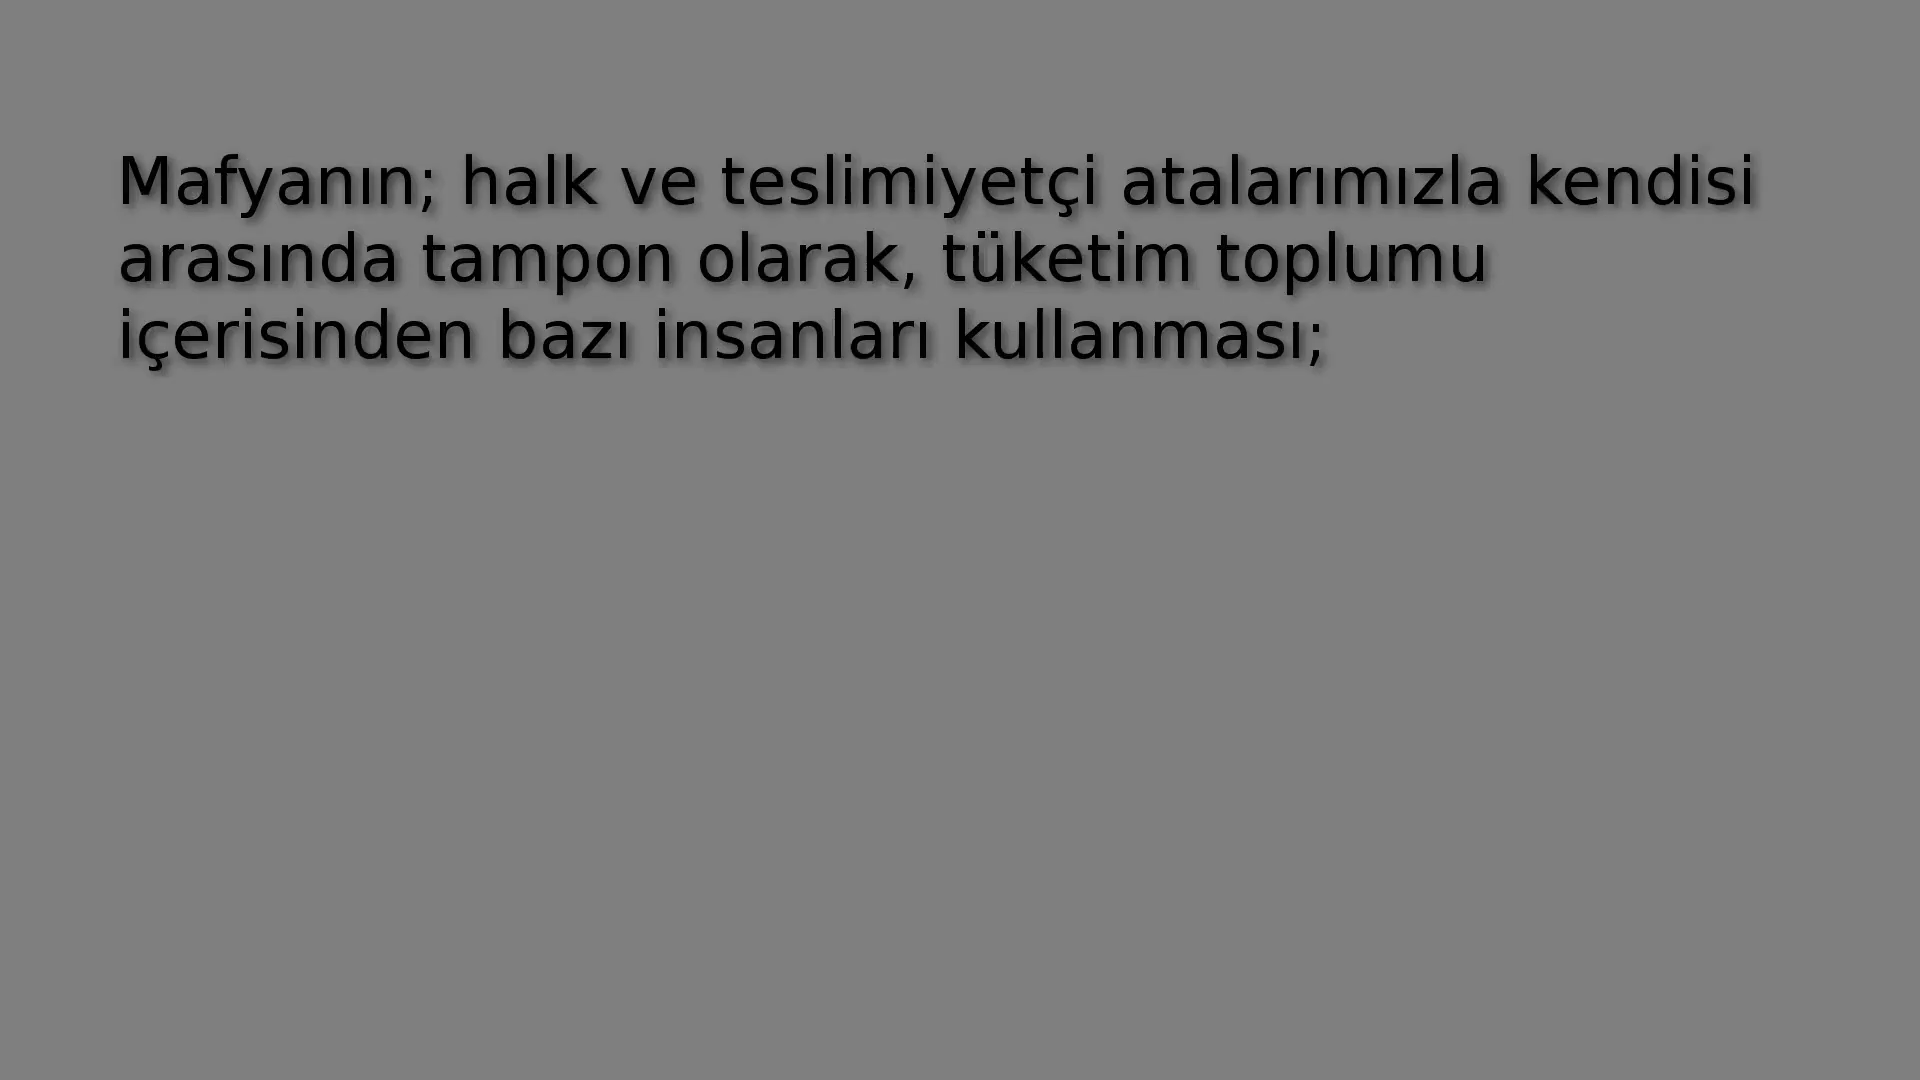 Mafyanın; halk ve teslimiyetçi atalarımızla kendisi
arasında tampon olarak, tüketim toplumu
içerisinden bazı insanları kullanması;